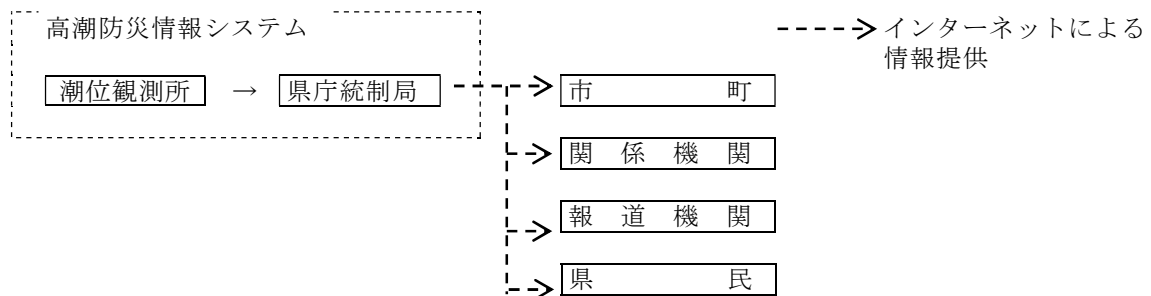 高潮防災情報システム
インターネットによる
情報提供
潮位観測所 → 県庁統制局
市町
関係機関
報道機関
県民